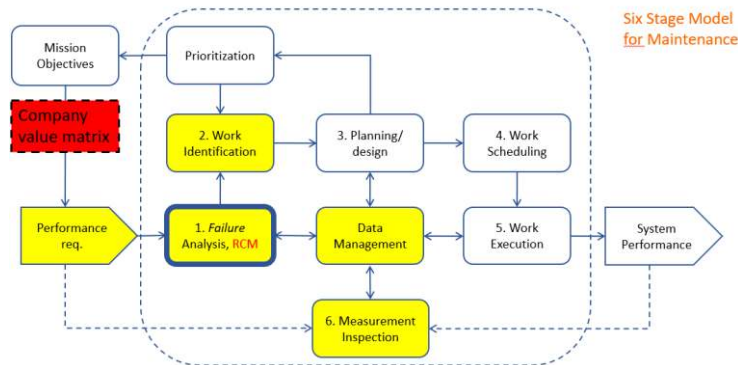 Six Stage Model
for Maintenance
Mission
Objectives
Prioritization
Company
value matrix
2. Work
Identification
3. Planning/
design
4. Work
Scheduling
Performance
req.
1. Failure
Analysis, RCM
Data
Management
5. Work
Execution
System
Performance
6. Measurement
Inspection